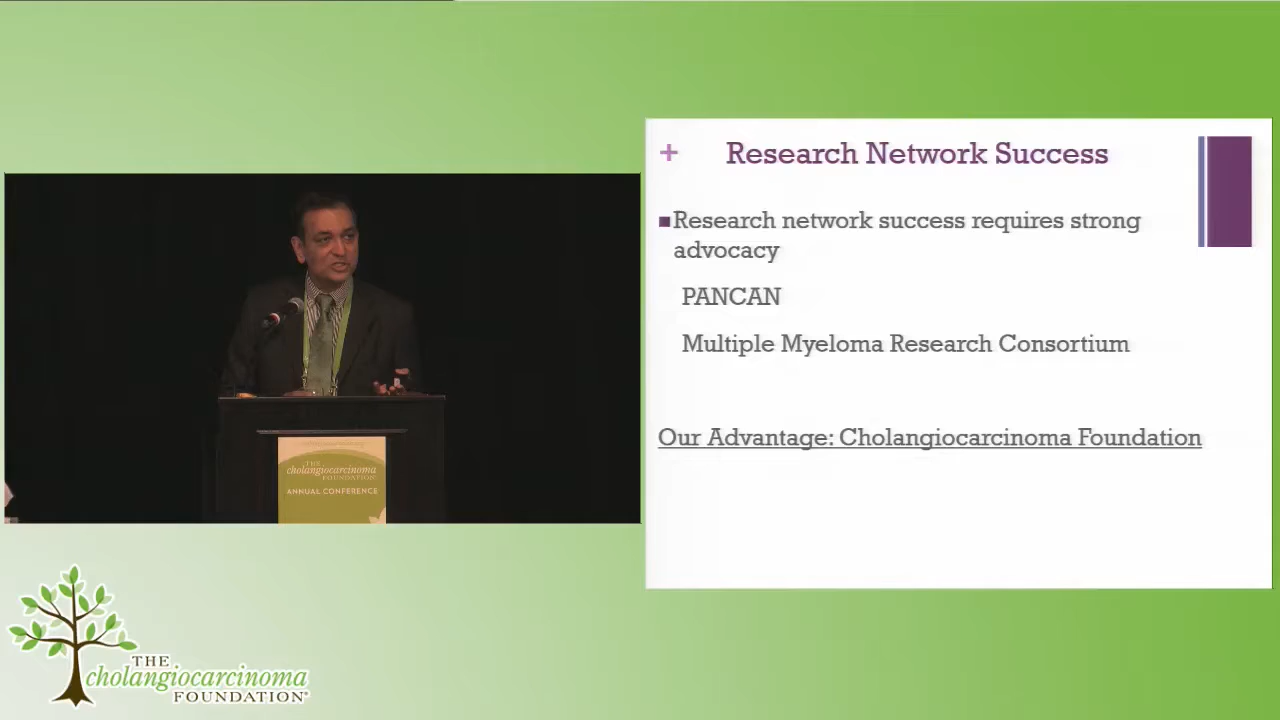 + Research Network Success
Research network success requires strong
advocacy
PANCAN
Multiple Myeloma Research Consortium
Our Advantage: Cholangiocarcinoma Foundation
THE
cholangiocarcinoma
FOUNDATION
ANNUAL CONFERENCE
THE
cholangiocarcinoma
FOUNDATION®